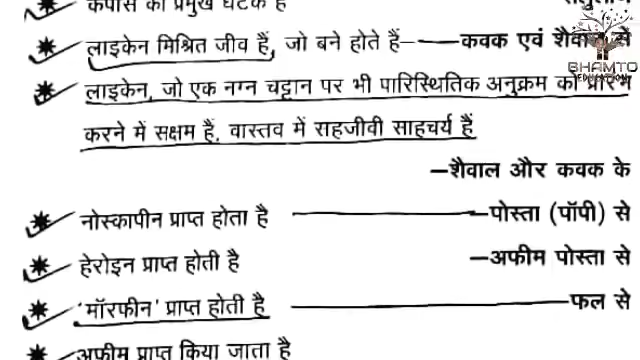 कपास का प्रमुख घटक है
लाइकेन मिश्रित जीव हैं, जो बने होते हैं— —कवक एवं शैवाल से
BHAMTO
EDUCATION
लाइकेन, जो एक नग्न चट्टान पर भी पारिस्थितिक अनुक्रम को प्रारंभ
करने में सक्षम हैं, वास्तव में सहजीवी साहचर्य हैं
—शैवाल और कवक के
नोस्कापीन प्राप्त होता है —पोस्ता (पॉपी) से
हेरोइन प्राप्त होती है —अफीम पोस्ता से
'मॉरफीन' प्राप्त होती है फल से
अफीम प्राप्त किया जाता है